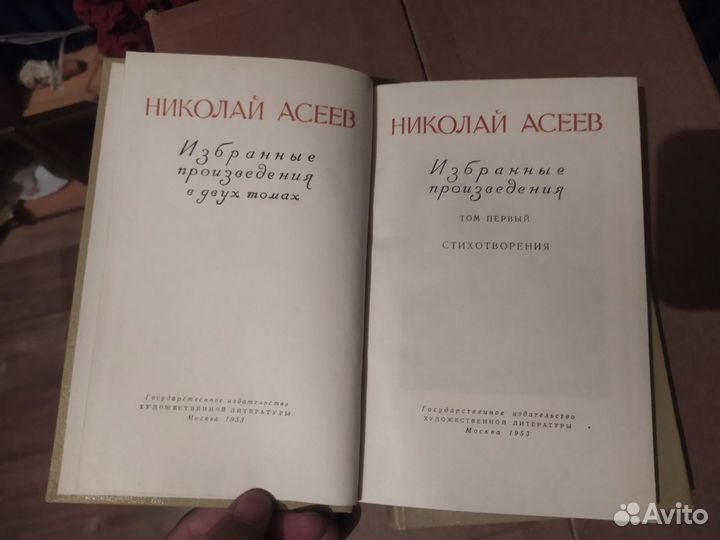 НИКОЛАЙ АСЕЕВ
Избранные
произведения
в двух томах
Государственное издательство
ХУДОЖЕСТВЕННОЙ ЛИТЕРАТУРЫ
Москва 1953
НИКОЛАЙ АСЕЕВ
Избранные
произведения
ТОМ ПЕРВЫЙ
СТИХОТВОРЕНИЯ
Государственное издательство
ХУДОЖЕСТВЕННОЙ ЛИТЕРАТУРЫ
Москва 1953
Avito